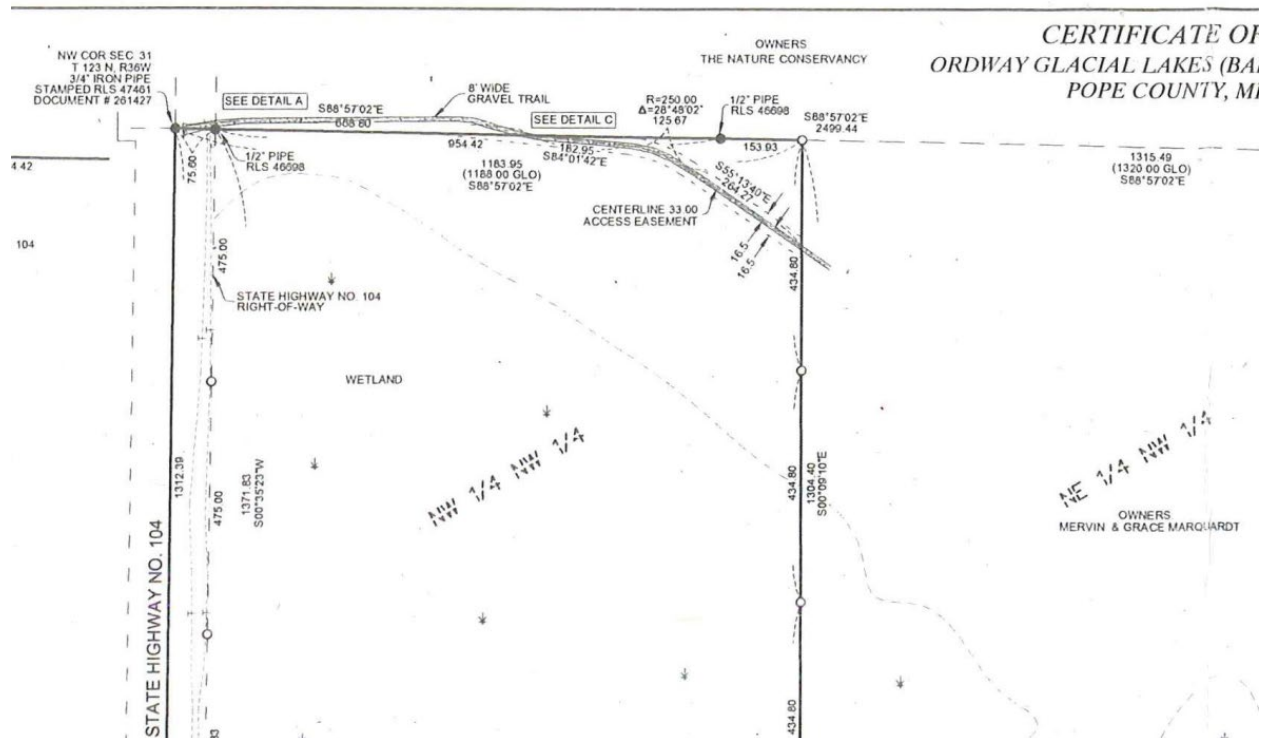 CERTIFICATE OF
ORDWAY GLACIAL LAKES (BA
POPE COUNTY, M
NW COR SEC 31
T 123 N, R36W
3/4" IRON PIPE
STAMPED RLS 47461
DOCUMENT # 261427
SEE DETAIL A
S88°57'02"E
668.60
8' WIDE
GRAVEL TRAIL
SEE DETAIL C
OWNERS
THE NATURE CONSERVANCY
R=250.00
Δ=28°48'02"
125.67
1/2" PIPE
RLS 46698
S88°57'02"E
2499.44
75.60
1/2" PIPE
RLS 46698
954.42
182.95
S84°01'42"E
153.93
1183.95
(1188 00 GLO)
S88°57'02"E
1315.49
(1320 00 GLO)
S88°57'02"E
4 42
S55°13'40"E
264.27
CENTERLINE 33.00
ACCESS EASEMENT
16.5
16.5
104
475.00
STATE HIGHWAY NO. 104
RIGHT-OF-WAY
434.80
WETLAND
NW 1/4 NW 1/4
NE 1/4 NW 1/4
1312.39
475.00
1371.83
S00°35'23"W
434.80
1304.40
S00°09'10"E
OWNERS
MERVIN & GRACE MARQUARDT
STATE HIGHWAY NO. 104
434.80